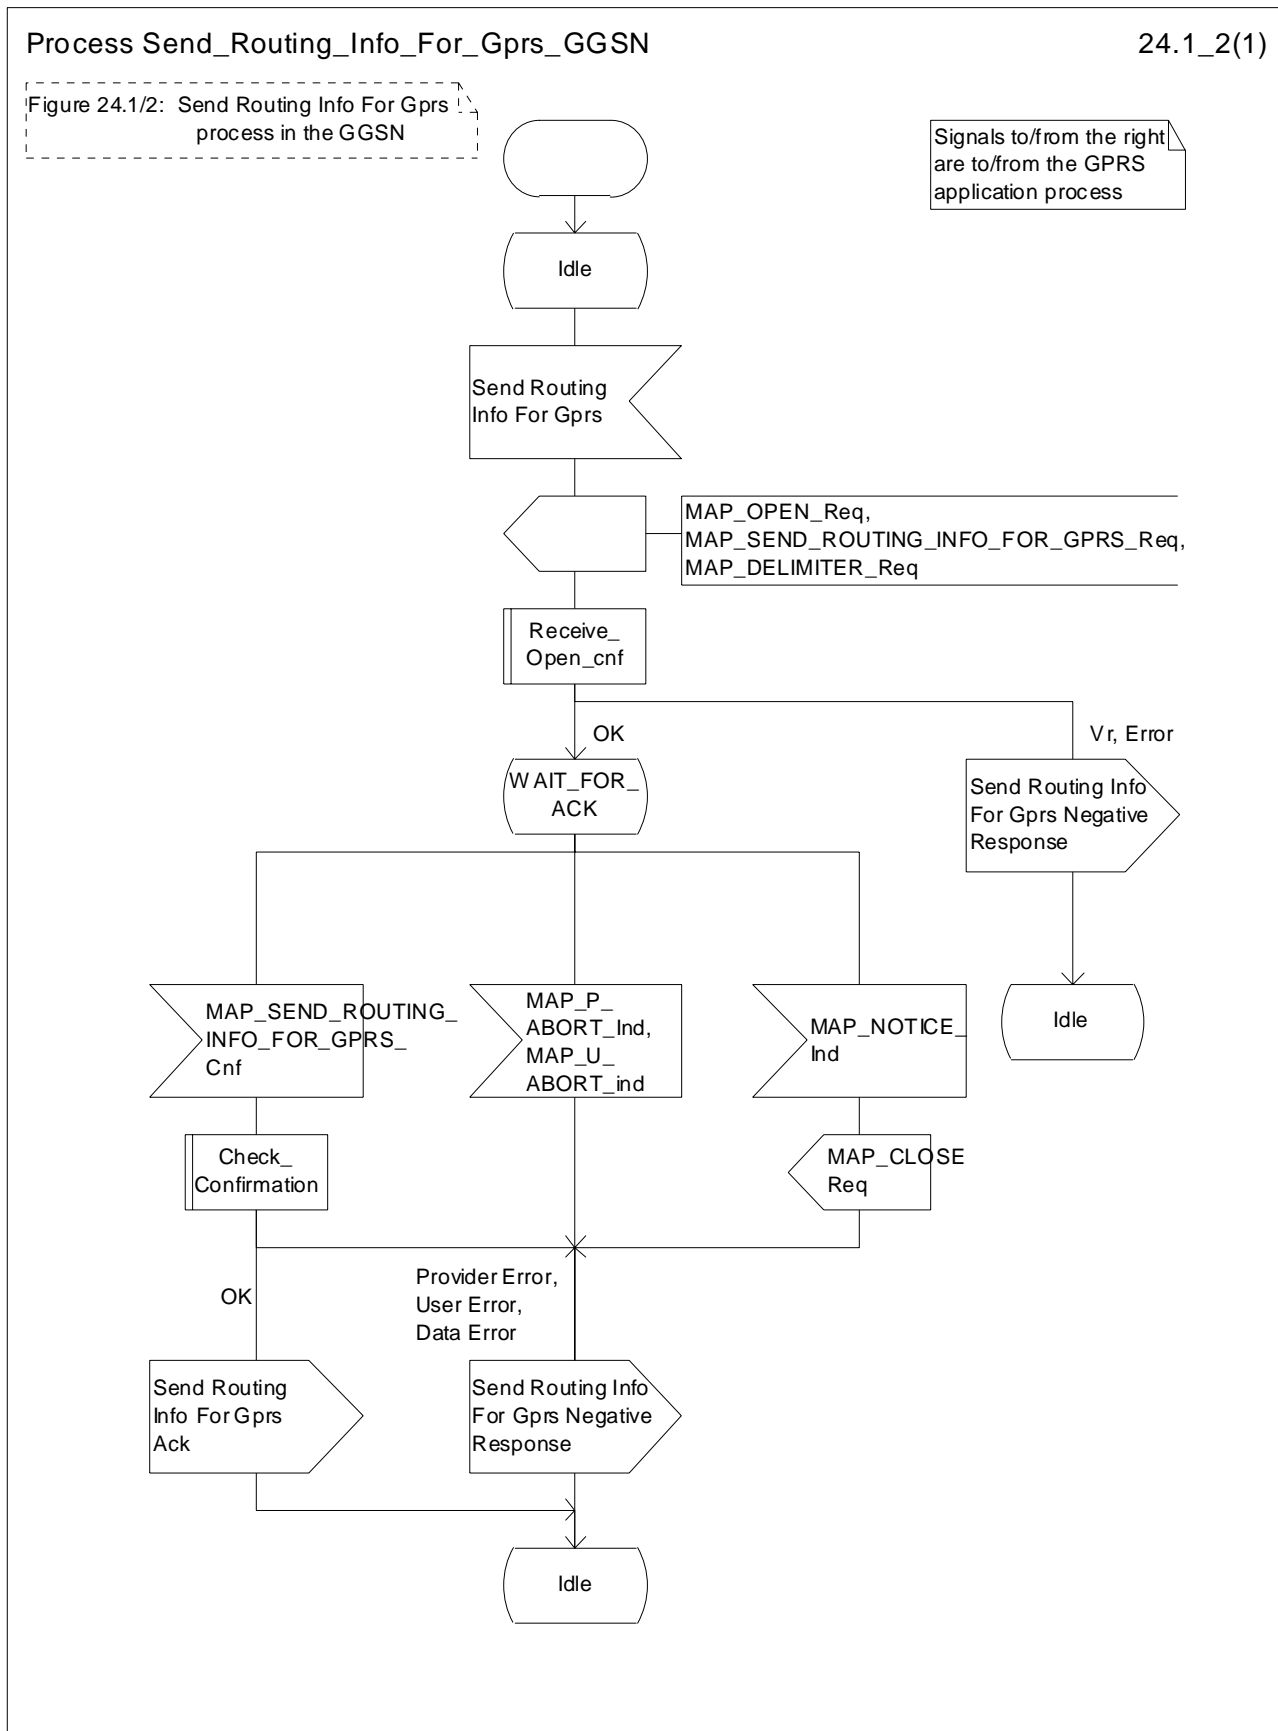 Process Send_Routing_Info_For_Gprs_GGSN
24.1_2(1)
Figure 24.1/2: Send Routing Info For Gprs
process in the GGSN
Signals to/from the right
are to/from the GPRS
application process
Idle
Send Routing
Info For Gprs
MAP_OPEN_Req,
MAP_SEND_ROUTING_INFO_FOR_GPRS_Req,
MAP_DELIMITER_Req
Receive_
Open_cnf
OK
Vr, Error
WAIT_FOR_
ACK
Send Routing Info
For Gprs Negative
Response
MAP_SEND_ROUTING_
INFO_FOR_GPRS_
Cnf
MAP_P_
ABORT_Ind,
MAP_U_
ABORT_ind
MAP_NOTICE_
Ind
Idle
Check_
Confirmation
MAP_CLOSE
Req
OK
Provider Error,
User Error,
Data Error
Send Routing
Info For Gprs
Ack
Send Routing Info
For Gprs Negative
Response
Idle